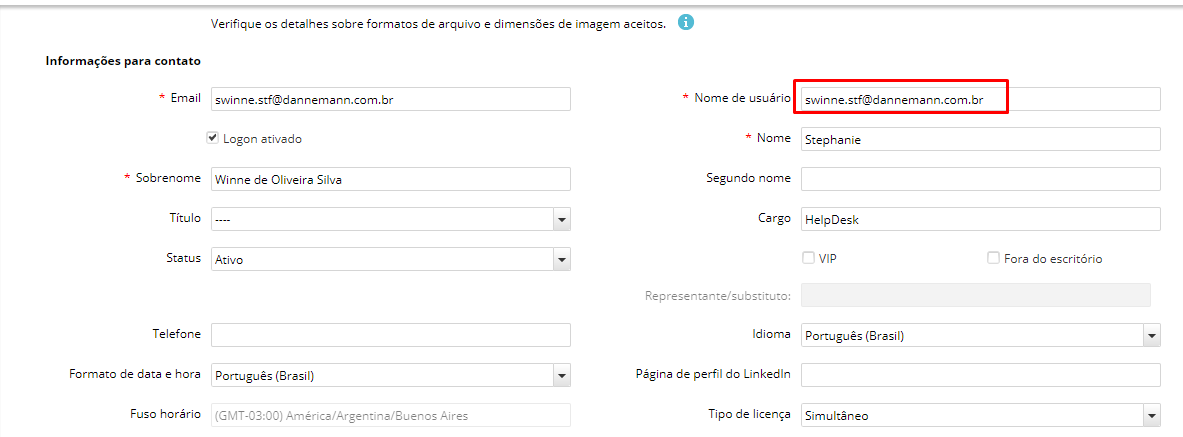 Verifique os detalhes sobre formatos de arquivo e dimensões de imagem aceitos. i
Informações para contato
* Email swinne.stf@dannemann.com.br * Nome de usuário swinne.stf@dannemann.com.br
Logon ativado * Nome Stephanie
* Sobrenome Winne de Oliveira Silva Segundo nome
Título ---- Cargo HelpDesk
Status Ativo VIP Fora do escritório
Representante/substituto:
Telefone Idioma Português (Brasil)
Formato de data e hora Português (Brasil) Página de perfil do LinkedIn
Fuso horário (GMT-03:00) América/Argentina/Buenos Aires Tipo de licença Simultâneo